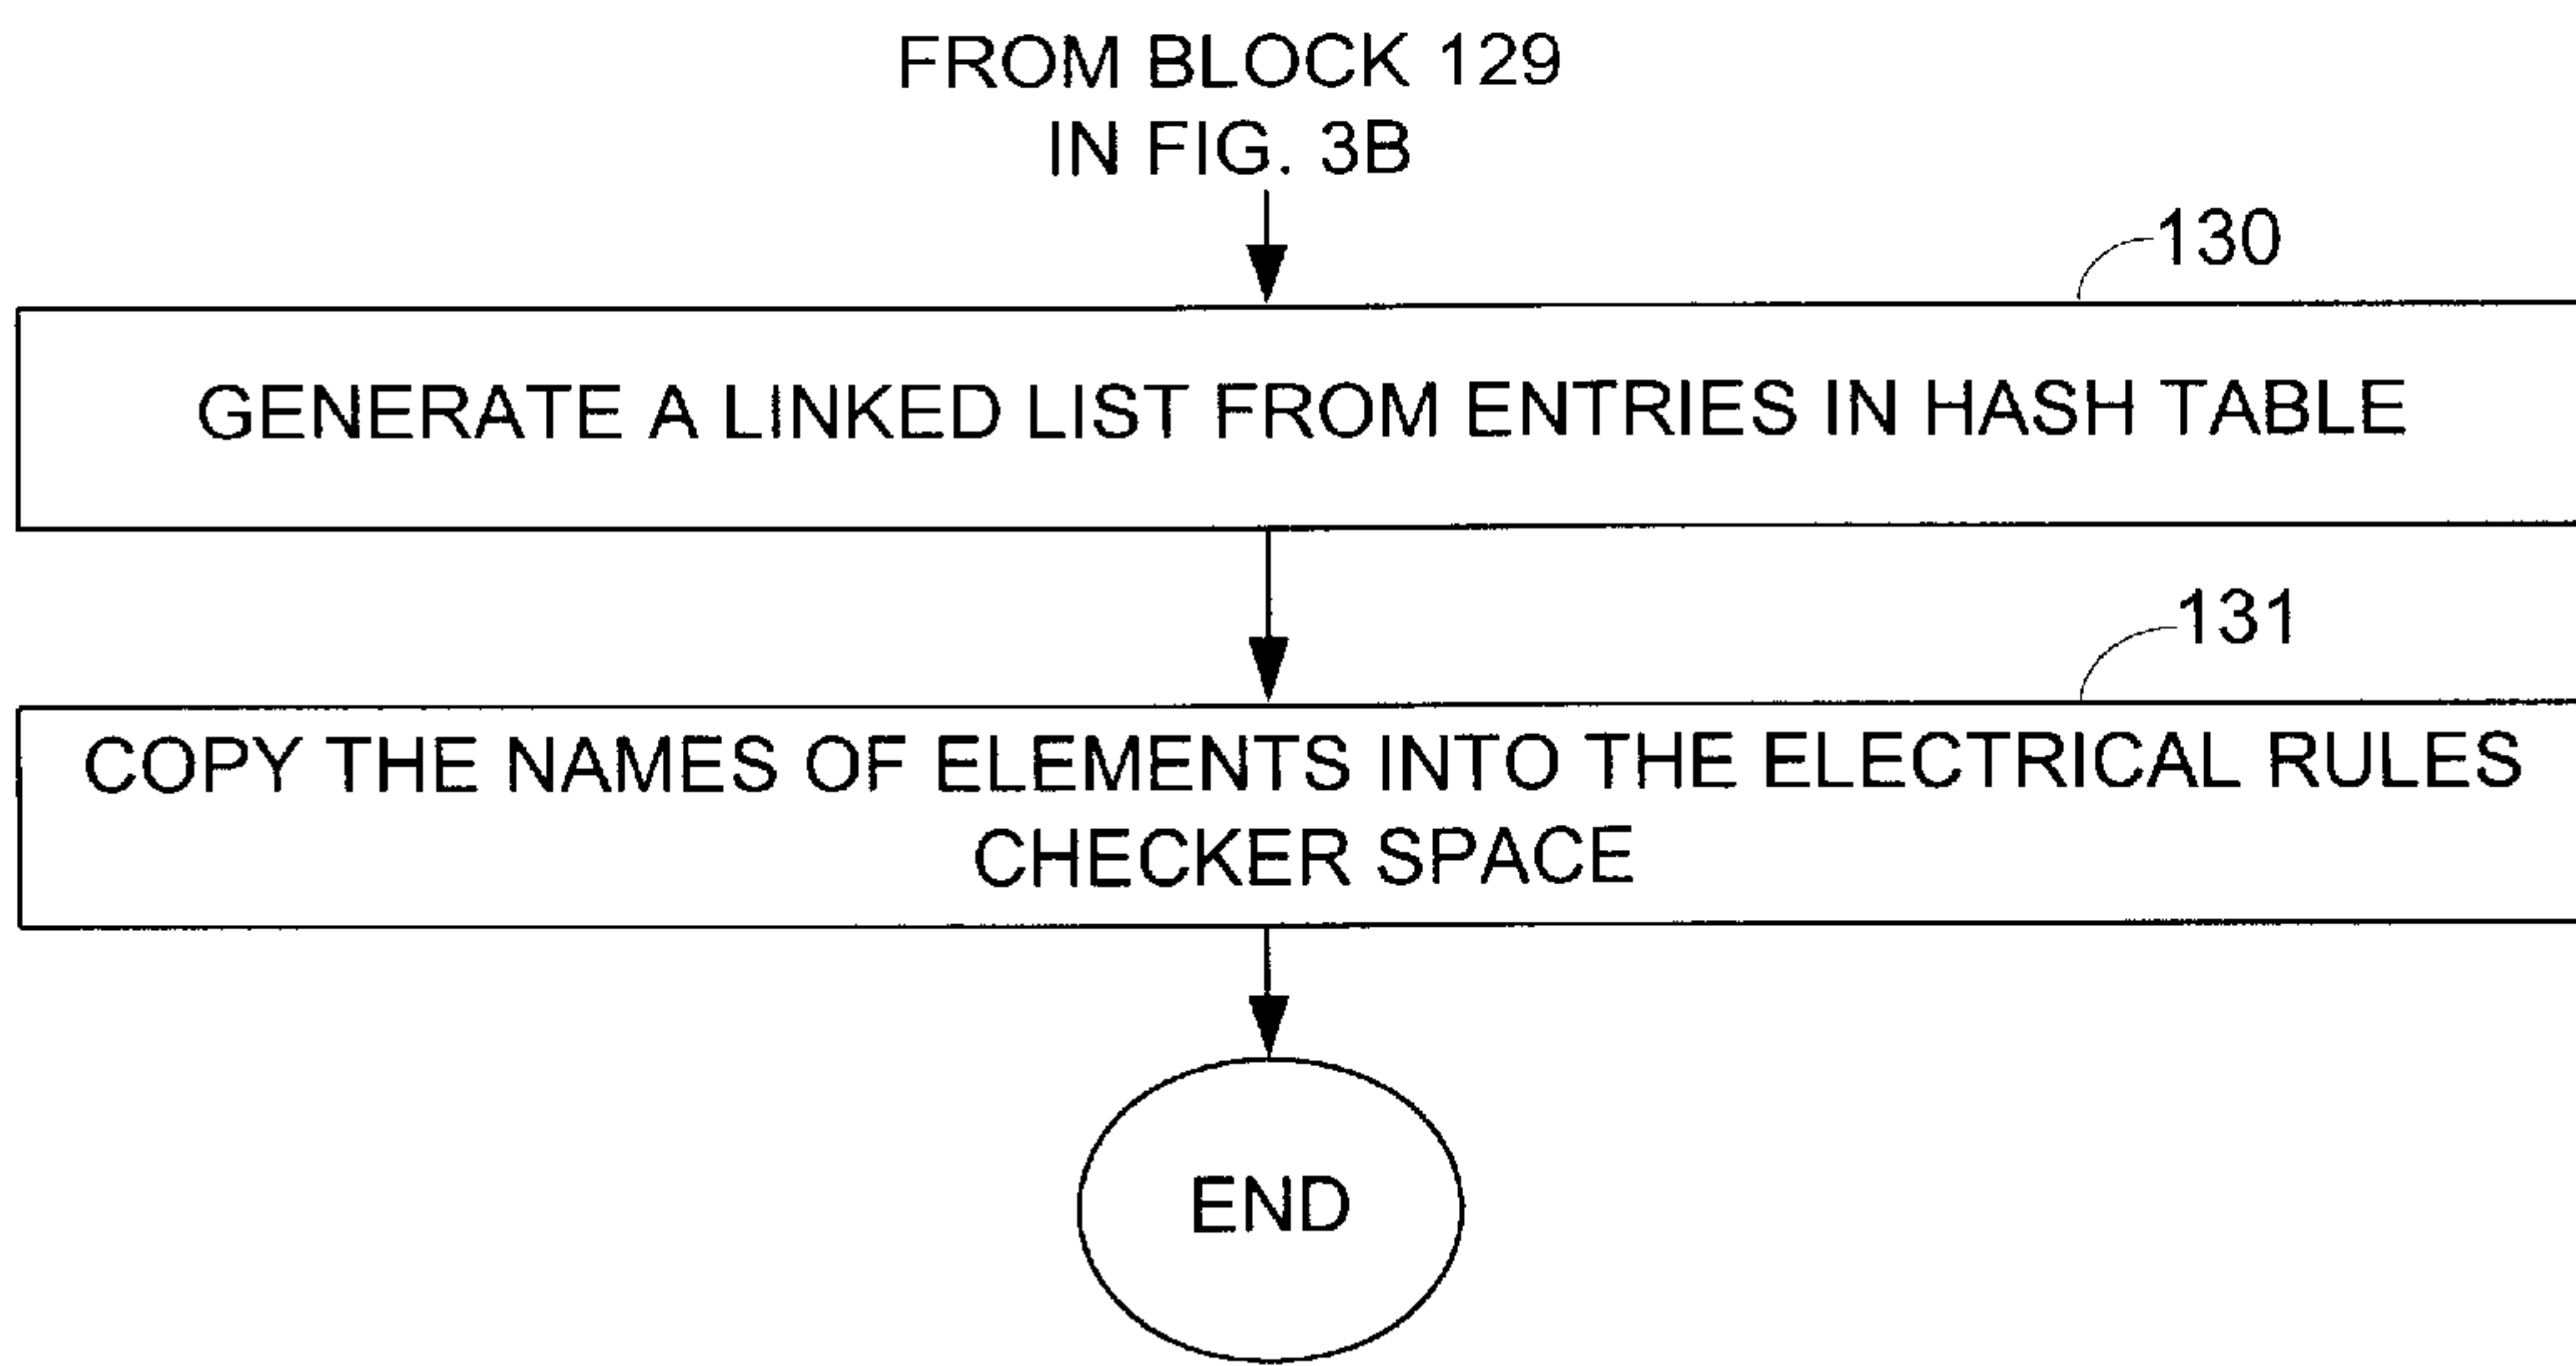 FROM BLOCK 129
IN FIG. 3B
130
GENERATE A LINKED LIST FROM ENTRIES IN HASH TABLE
131
COPY THE NAMES OF ELEMENTS INTO THE ELECTRICAL RULES
CHECKER SPACE
END